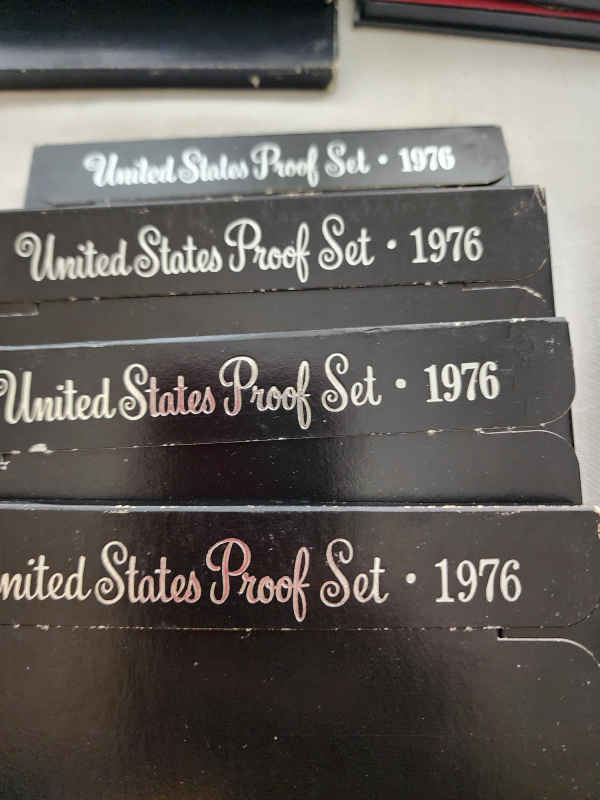 United States Proof Set • 1976
United States Proof Set • 1976
United States Proof Set • 1976
nited States Proof Set • 1976